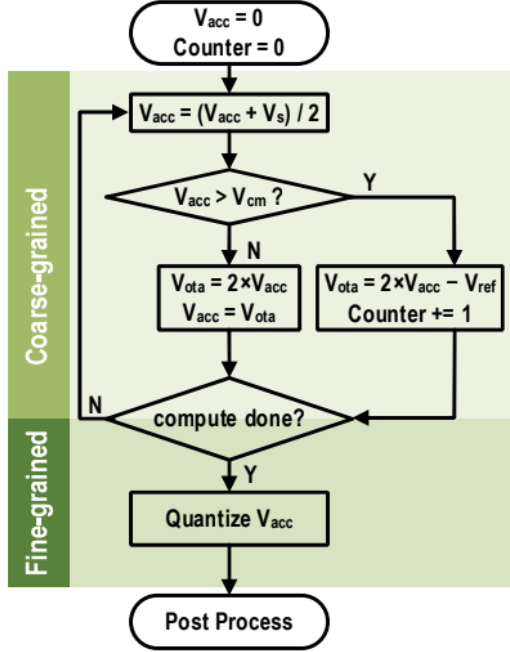 Vacc = 0
Counter = 0
Vacc = (Vacc + Vs) / 2
Vacc > Vcm ?
Y
N
Vota = 2×Vacc
Vacc = Vota
Vota = 2×Vacc − Vref
Counter += 1
Coarse-grained
N
compute done?
Y
Fine-grained
Quantize Vacc
Post Process